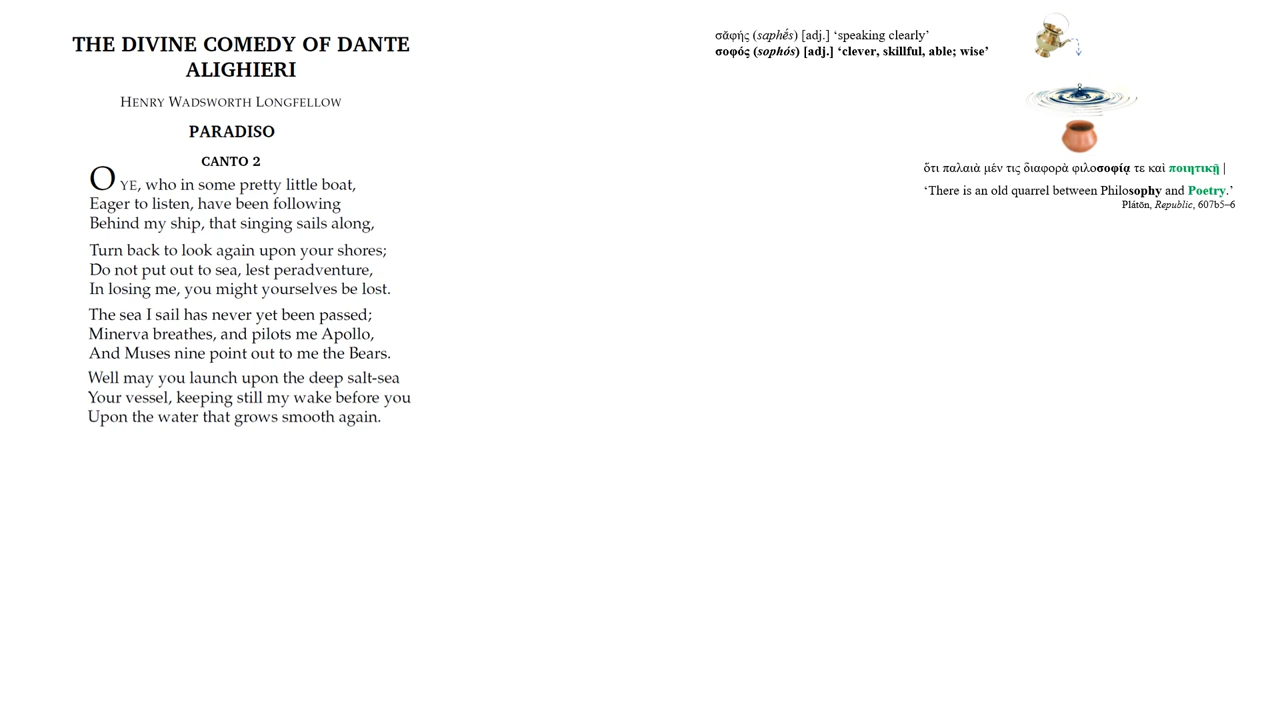 THE DIVINE COMEDY OF DANTE
ALIGHIERI
HENRY WADSWORTH LONGFELLOW
PARADISO
CANTO 2
O YE, who in some pretty little boat,
Eager to listen, have been following
Behind my ship, that singing sails along,
Turn back to look again upon your shores;
Do not put out to sea, lest peradventure,
In losing me, you might yourselves be lost.
The sea I sail has never yet been passed;
Minerva breathes, and pilots me Apollo,
And Muses nine point out to me the Bears.
Well may you launch upon the deep salt-sea
Your vessel, keeping still my wake before you
Upon the water that grows smooth again.
σᾰφής (saphḗs) [adj.] ‘speaking clearly’
σοφός (sophós) [adj.] ‘clever, skillful, able; wise’
ὅτι παλαιὰ μέν τις διαφορὰ φιλοσοφίᾳ τε καὶ ποιητικῇ |
‘There is an old quarrel between Philosophy and Poetry.’
Plátōn, Republic, 607b5–6